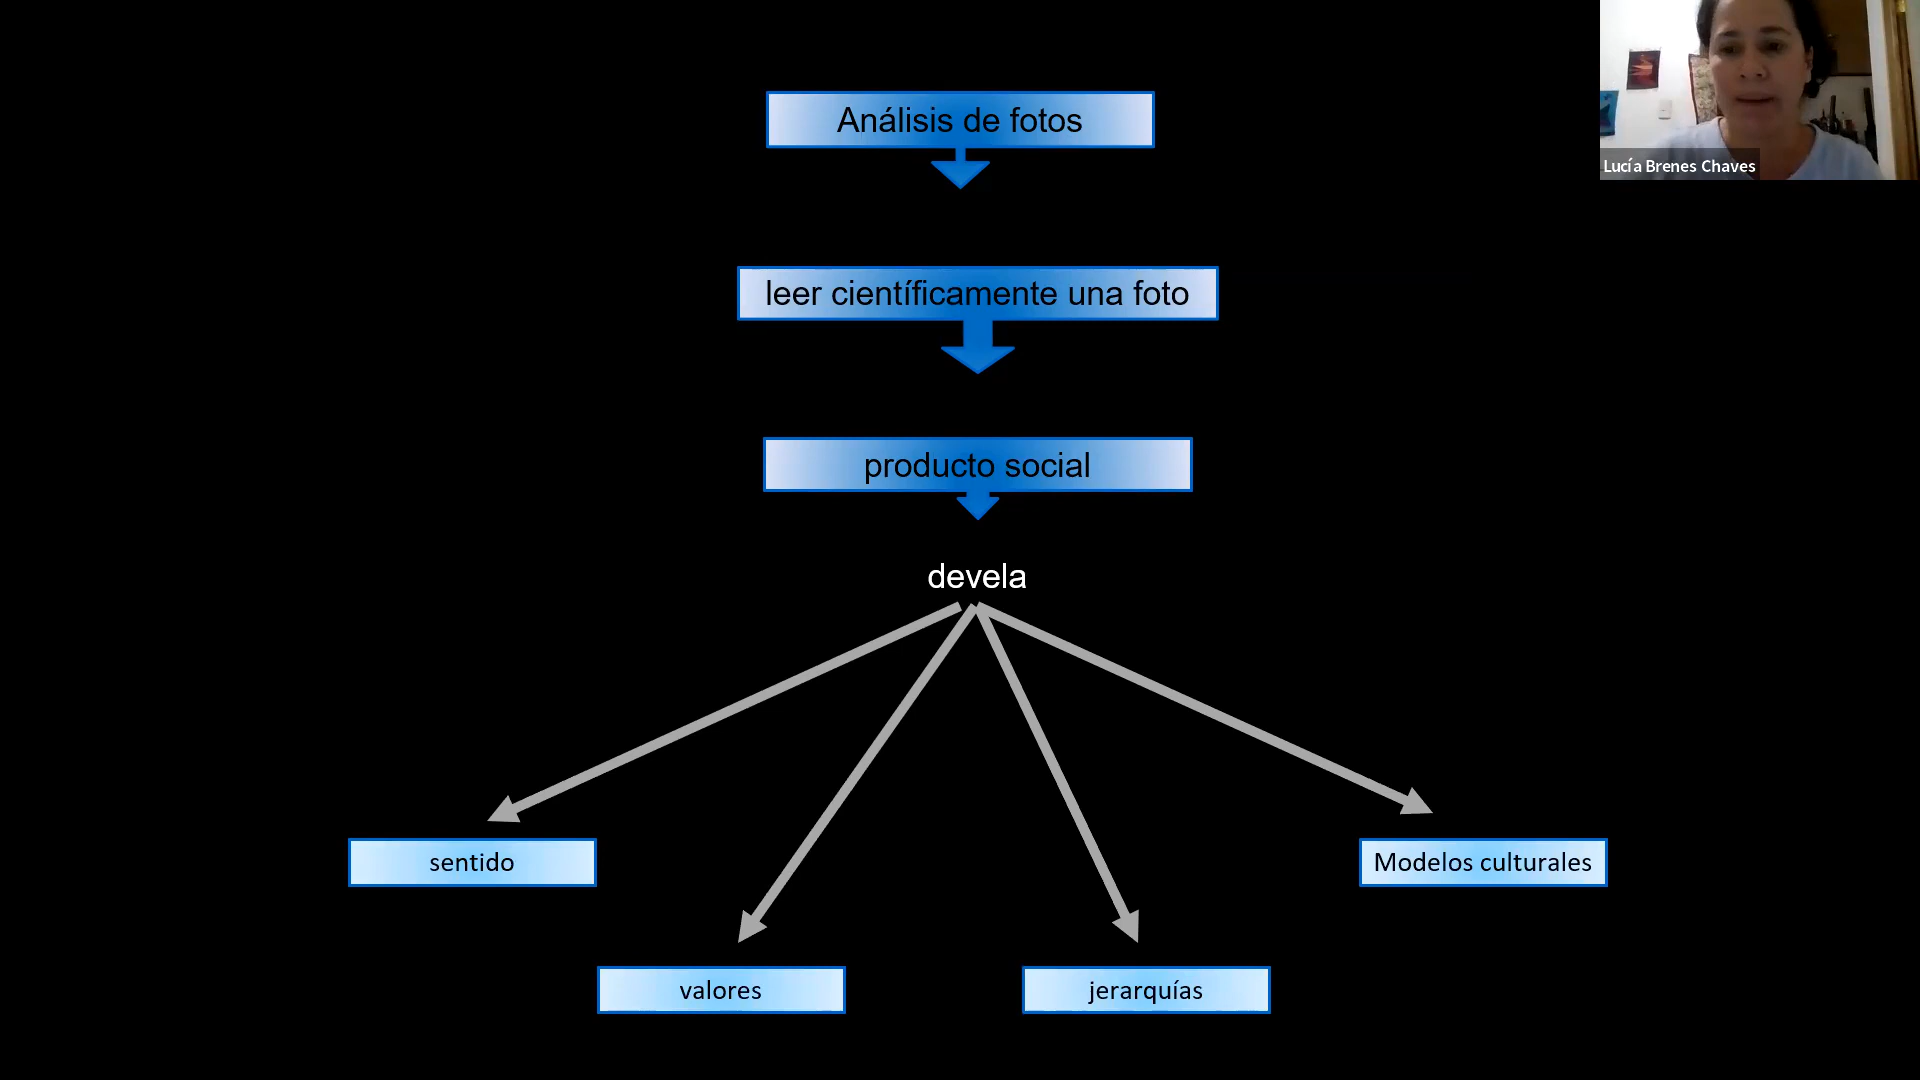 Análisis de fotos
Lucía Brenes Chaves
leer científicamente una foto
producto social
devela
sentido
Modelos culturales
valores
jerarquías